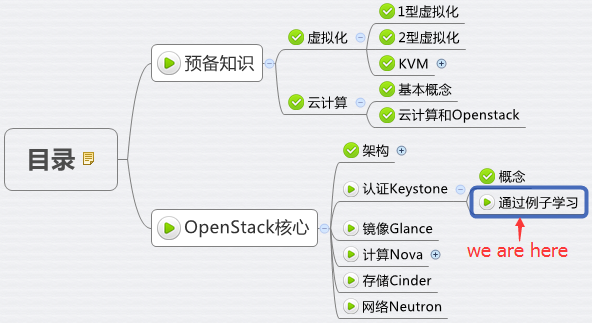 目录
预备知识
虚拟化
1型虚拟化
2型虚拟化
KVM
云计算
基本概念
云计算和Openstack
OpenStack核心
架构
认证Keystone
概念
通过例子学习
we are here
镜像Glance
计算Nova
存储Cinder
网络Neutron